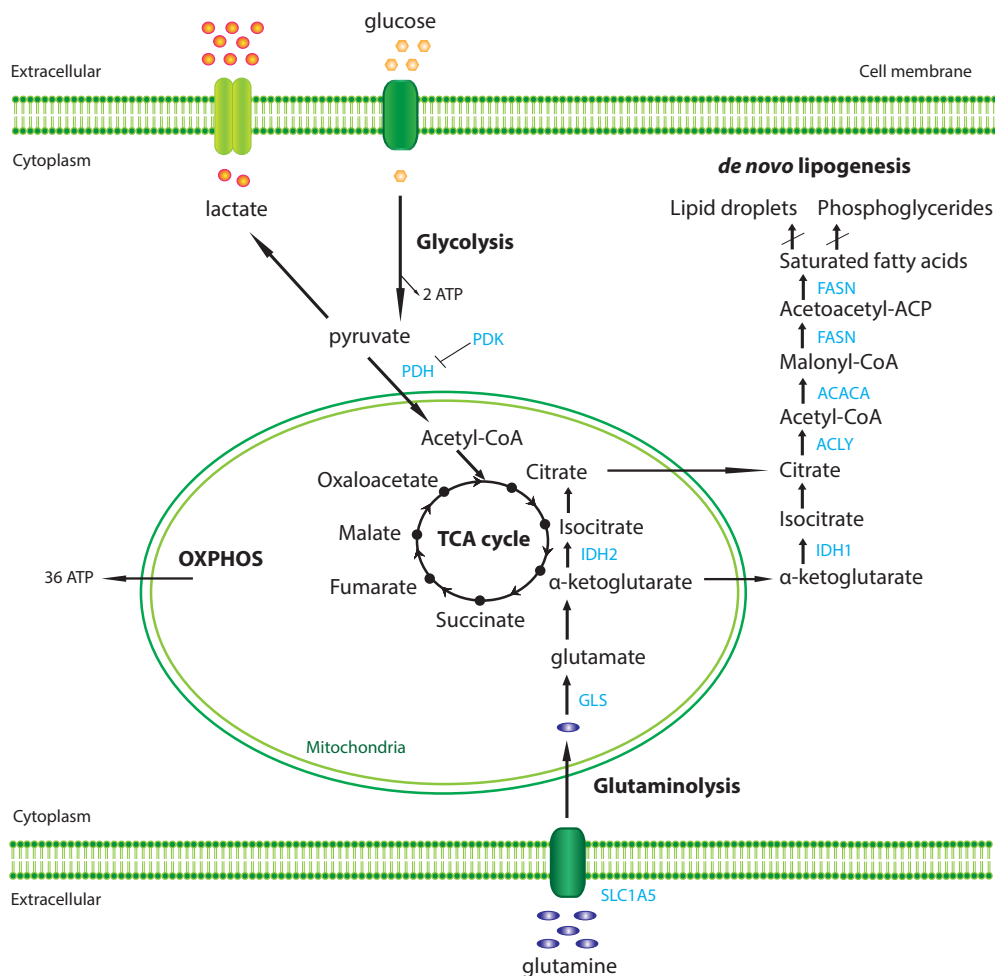 glucose
Extracellular
Cell membrane
Cytoplasm
de novo lipogenesis
lactate
Lipid droplets
Phosphoglycerides
Glycolysis
Saturated fatty acids
FASN
2 ATP
Acetoacetyl-ACP
pyruvate
PDK
FASN
Malonyl-CoA
PDH
ACACA
Acetyl-CoA
Acetyl-CoA
ACLY
Oxaloacetate
Citrate
Citrate
Malate
TCA cycle
Isocitrate
Isocitrate
OXPHOS
IDH2
IDH1
36 ATP
Fumarate
α-ketoglutarate
α-ketoglutarate
Succinate
glutamate
GLS
Mitochondria
Glutaminolysis
Cytoplasm
Extracellular
SLC1A5
glutamine